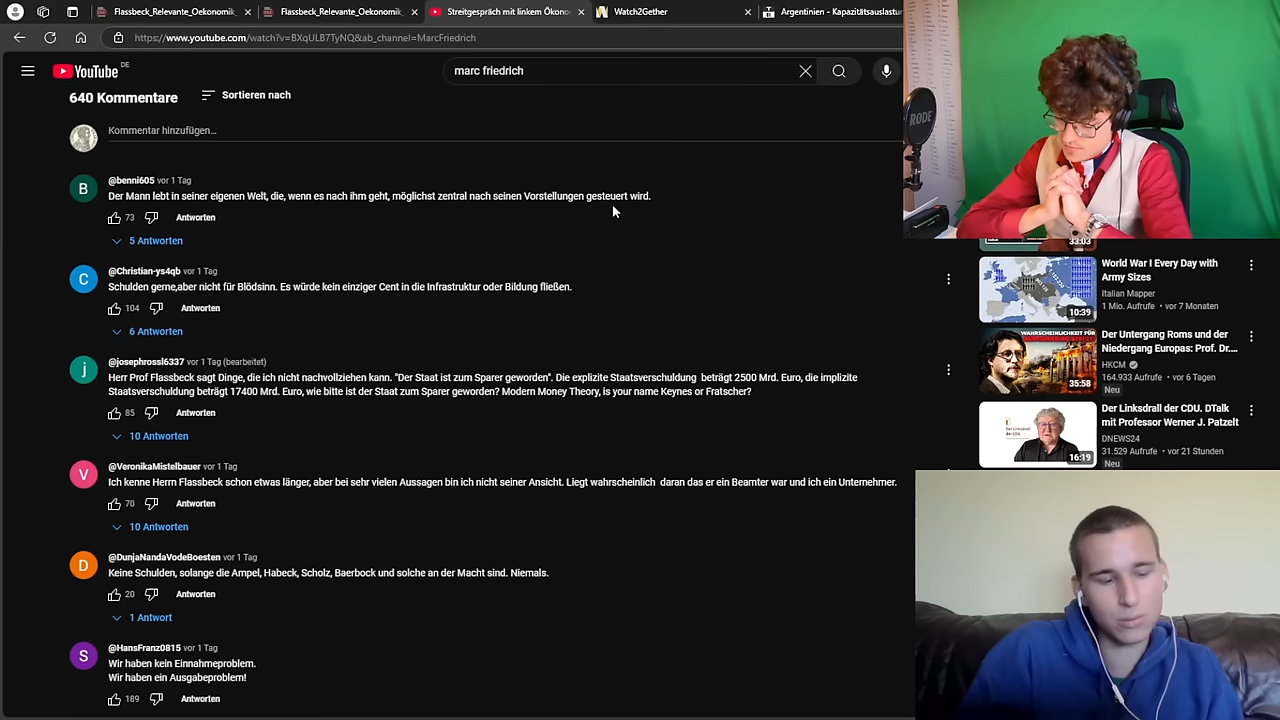 Flassbeck_Relevante_Oekonomik
Flassbeck_Relevante_Oekonom
Streitgespräch mit linkem Ökono
Watch2Gether
Argentinien - Kapazitätsauslastu
YouTube DE
marc friedrich
640 Kommentare
Sortieren nach
Kommentar hinzufügen...
B
@benni605 vor 1 Tag
Der Mann lebt in seiner eigenen Welt, die, wenn es nach ihm geht, möglichst zentral nach seinen Vorstellungen gesteuert wird.
73 Antworten
5 Antworten
C
@Christian-ys4qb vor 1 Tag
Schulden gerne,aber nicht für Blödsinn. Es würde kein einziger Cent in die Infrastruktur oder Bildung fließen.
104 Antworten
6 Antworten
j
@josephrossl6337 vor 1 Tag (bearbeitet)
Herr Prof Flassbeck sagt Dinge, die ich nicht nachvollziehen kann. "Der Staat ist zum Sparer geworden". Die explizite Staatsverschuldung beträgt 2500 Mrd. Euro, die implizite
Staatsverschuldung beträgt 17400 Mrd. Euro, wie bitte ist der Staat zum Sparer geworden? Modern Money Theory, is your name Keynes or Fratscher?
85 Antworten
10 Antworten
V
@VeronikaMistelbauer vor 1 Tag
Ich kenne Herrn Flassbeck schon etwas länger, aber bei sehr vielen Aussagen bin ich nicht seiner Ansicht. Liegt wahrscheinlich daran das er ein Beamter war und ich ein Unternehmer.
70 Antworten
10 Antworten
D
@DunjaNandaVodeBoesten vor 1 Tag
Keine Schulden, solange die Ampel, Habeck, Scholz, Baerbock und solche an der Macht sind. Niemals.
20 Antworten
1 Antwort
S
@HansFranz0815 vor 1 Tag
Wir haben kein Einnahmeproblem.
Wir haben ein Ausgabeproblem!
189 Antworten
RØDE
33:03
World War I Every Day with
Army Sizes
Italian Mapper
1 Mio. Aufrufe • vor 7 Monaten
10:39
Der Untergang Roms und der
Niedergang Europas: Prof. Dr....
HKCM
164.933 Aufrufe • vor 6 Tagen
Neu
WAHRSCHEINLICHKEIT FÜR
35:58
Der Linksdrall der CDU. DTalk
mit Professor Werner J. Patzelt
DNEWS24
31.529 Aufrufe • vor 21 Stunden
Neu
Der Linksdrall
der CDU
16:19